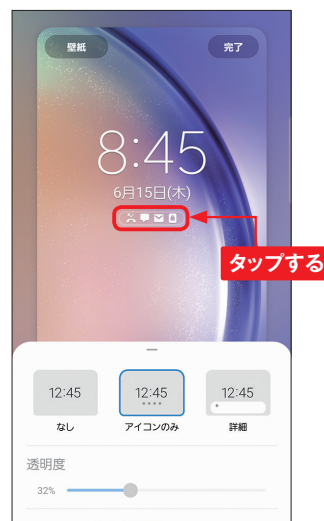 壁紙
完了
8:45
6月15日(木)
タップする
12:45
12:45
12:45
なし
アイコンのみ
詳細
透明度
32%